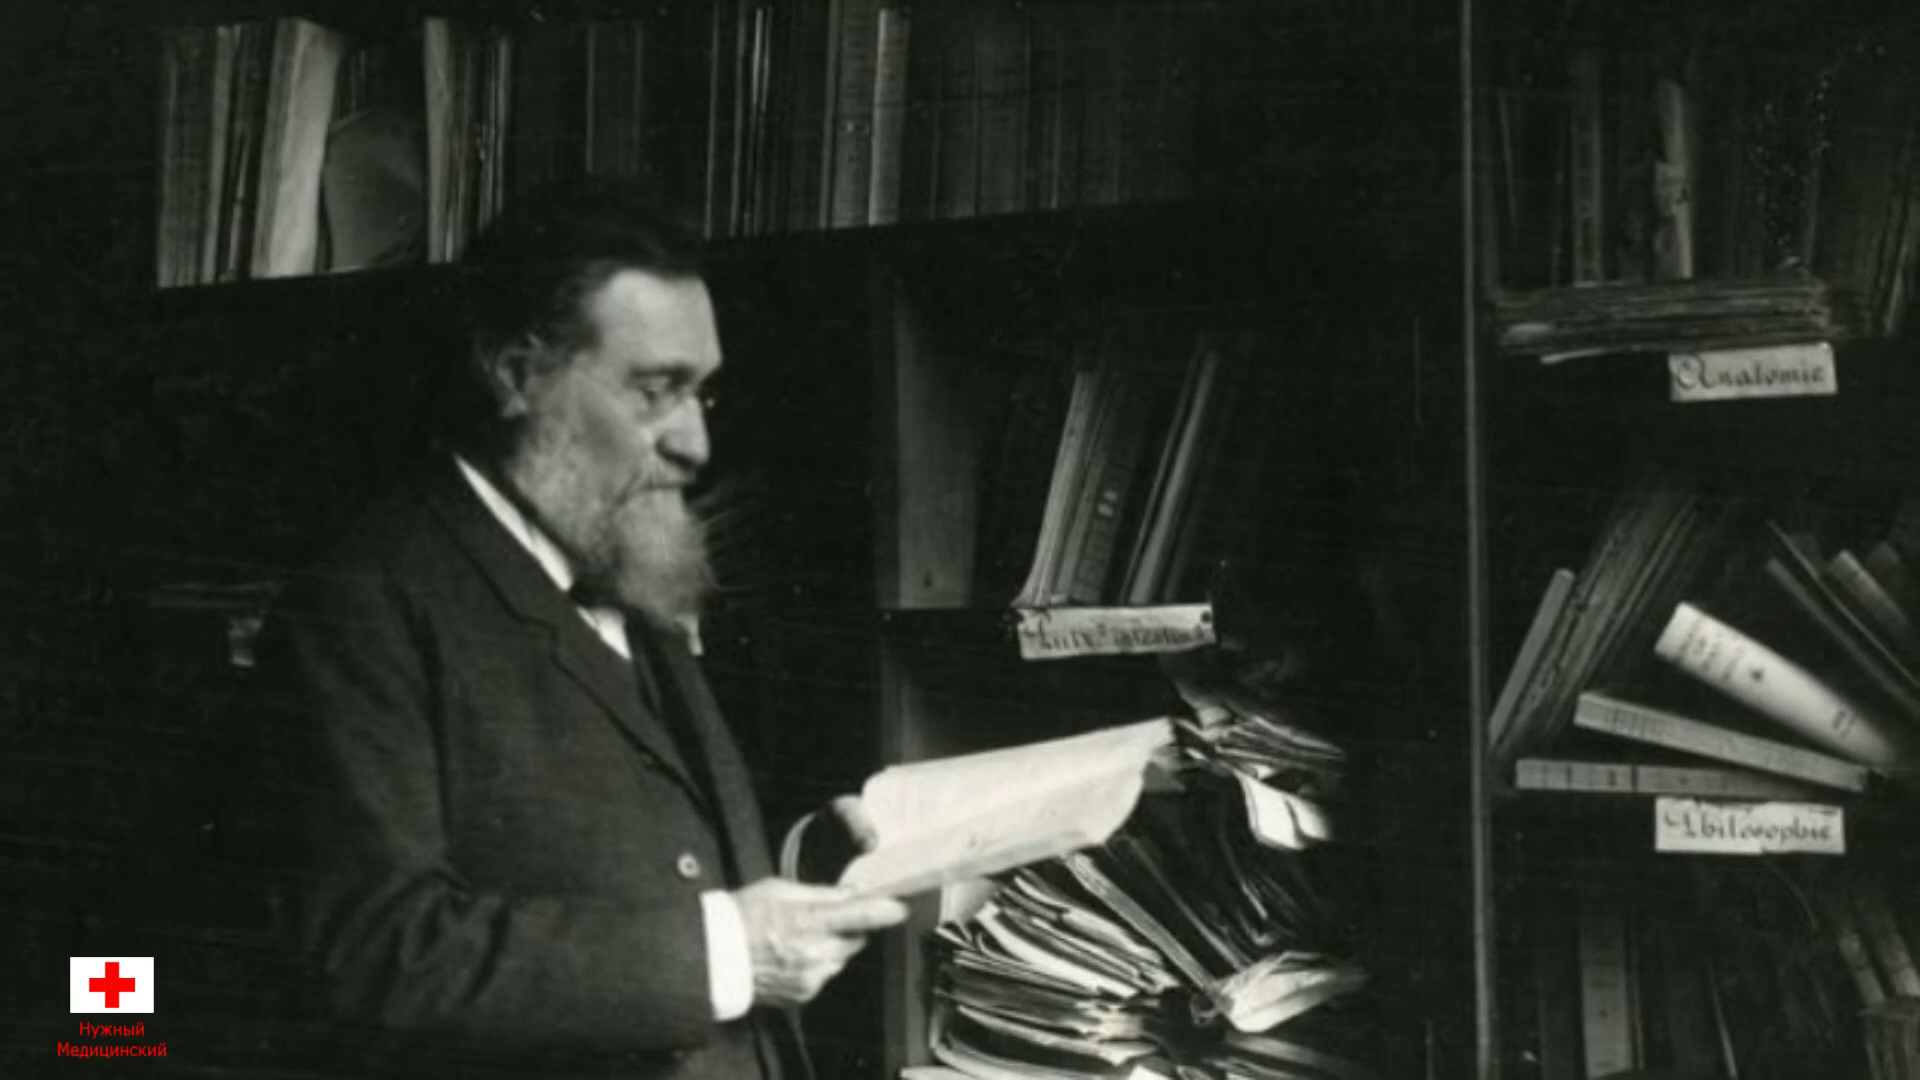 Anatomie
Philosophie
Нужный
Медицинский